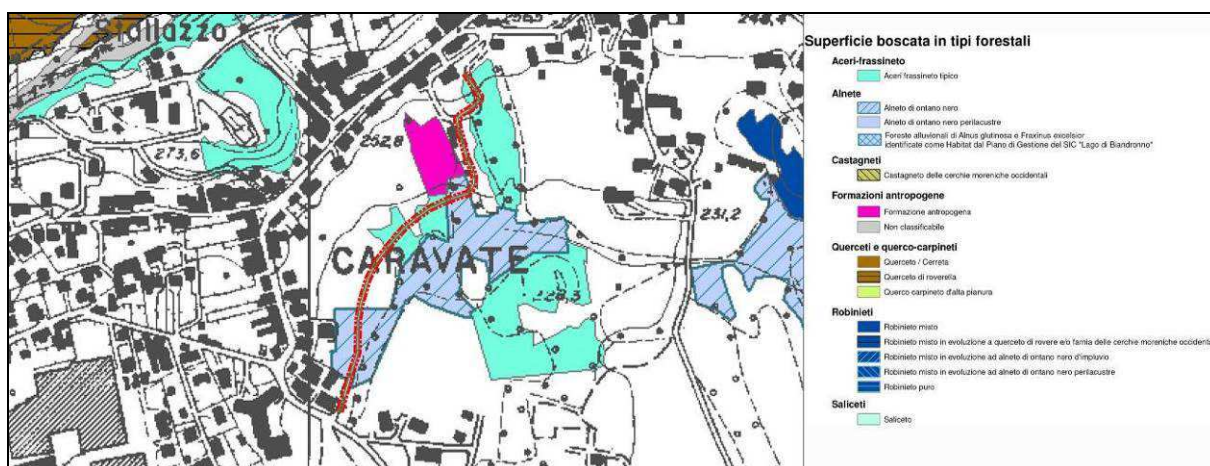 Stallazzo
248,4
252,8
273,6
231,2
CARAVATE
Superficie boscata in tipi forestali
Aceri-frassineto
Aceri frassineto tipico
Alnete
Alneto di ontano nero
Alneto di ontano nero perilacustre
Foreste alluvionali di Alnus glutinosa e Fraxinus excelsior
identificate come Habitat dal Piano di Gestione del SIC "Lago di Biandronno"
Castagneti
Castagneto delle cerchie moreniche occidentali
Formazioni antropogene
Formazione antropogena
Non classificabile
Querceti e querco-carpineti
Querceto / Cerreta
Querceto di roverella
Querco-carpineto d'alta pianura
Robinieti
Robinieto misto
Robinieto misto in evoluzione a querceto di rovere e/o farnia delle cerchie moreniche occidenta
Robinieto misto in evoluzione ad alneto di ontano nero d'impluvio
Robinieto misto in evoluzione ad alneto di ontano nero perilacustre
Robinieto puro
Saliceti
Saliceto